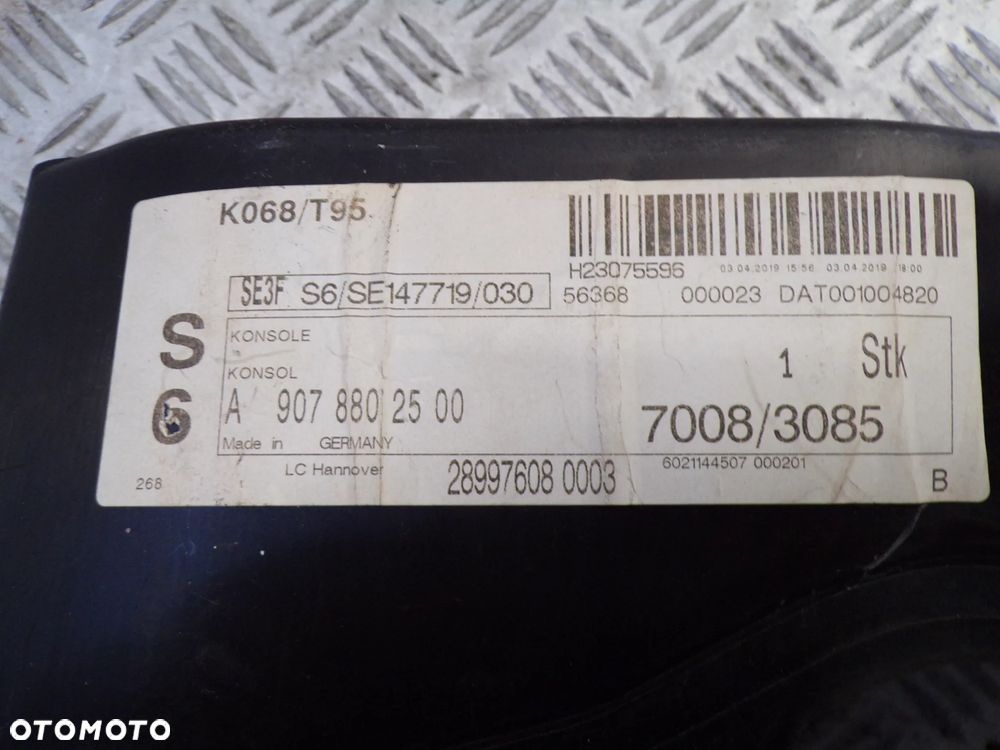 K068/T95
H23075596 03.04.2019 15:56 03.04.2019 18:00
SE3F S6/SE147719/030 56368 000023 DAT001004820
S
6
KONSOLE
KONSOL
1 Stk
A 907 880 25 00
7008/3085
Made in GERMANY
LC Hannover
28997608 0003
6021144507 000201
268
B
OTOMOTO